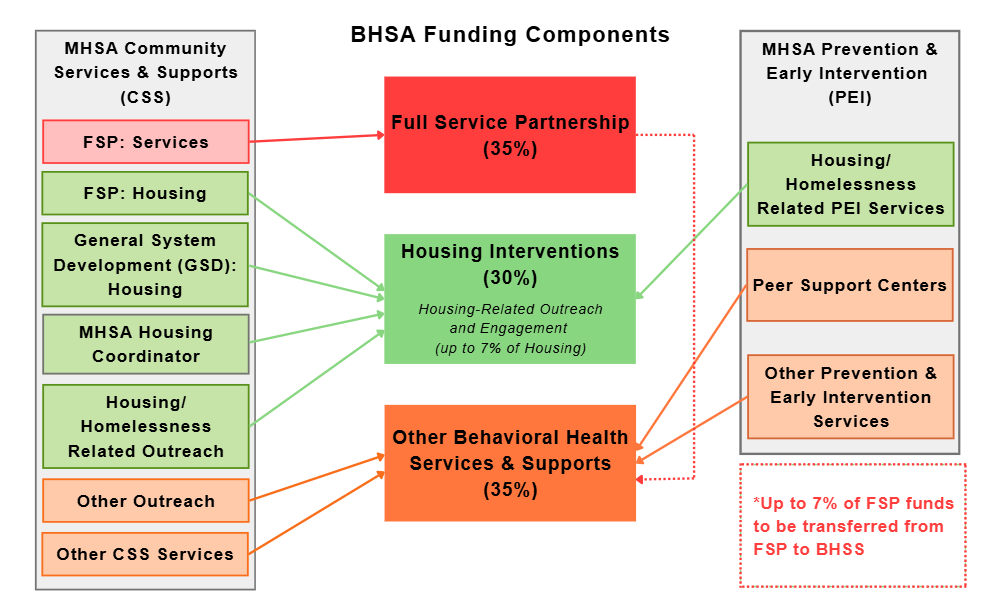 BHSA Funding Components
MHSA Community
Services & Supports
(CSS)
FSP: Services
FSP: Housing
General System
Development (GSD):
Housing
MHSA Housing
Coordinator
Housing/
Homelessness
Related Outreach
Other Outreach
Other CSS Services
Full Service Partnership
(35%)
Housing Interventions
(30%)
Housing-Related Outreach
and Engagement
(up to 7% of Housing)
Other Behavioral Health
Services & Supports
(35%)
MHSA Prevention &
Early Intervention
(PEI)
Housing/
Homelessness
Related PEI Services
Peer Support Centers
Other Prevention &
Early Intervention
Services
*Up to 7% of FSP funds
to be transferred from
FSP to BHSS